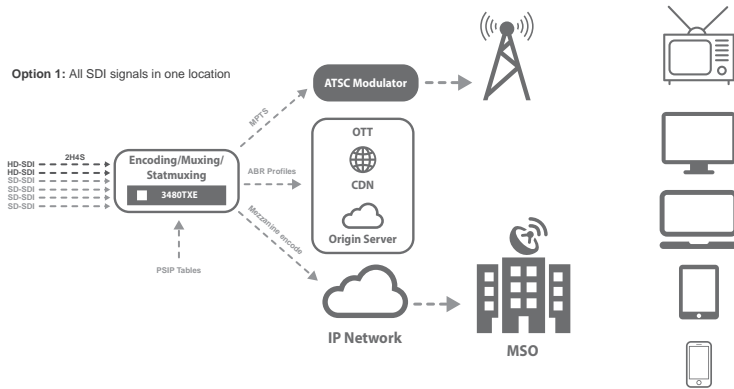 Option 1: All SDI signals in one location
ATSC Modulator
MPTS
OTT
CDN
Origin Server
2H4S
HD-SDI
HD-SDI
SD-SDI
SD-SDI
SD-SDI
SD-SDI
Encoding/Muxing/
Statmuxing
3480TXE
ABR Profiles
Mezzanine encode
PSIP Tables
IP Network
MSO